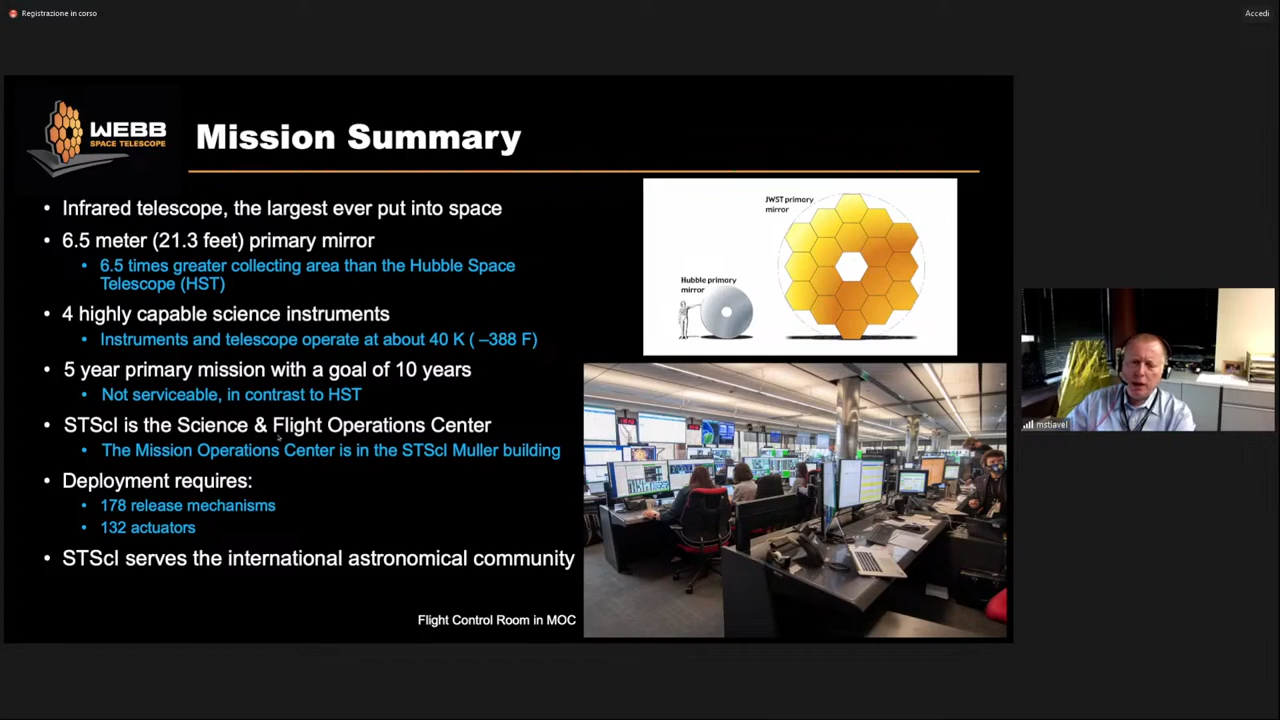 Registrazione in corso
Accedi
WEBB
SPACE TELESCOPE
Mission Summary
• Infrared telescope, the largest ever put into space
• 6.5 meter (21.3 feet) primary mirror
• 6.5 times greater collecting area than the Hubble Space
Telescope (HST)
• 4 highly capable science instruments
• Instruments and telescope operate at about 40 K ( –388 F)
• 5 year primary mission with a goal of 10 years
• Not serviceable, in contrast to HST
• STScI is the Science & Flight Operations Center
• The Mission Operations Center is in the STScI Muller building
• Deployment requires:
• 178 release mechanisms
• 132 actuators
• STScI serves the international astronomical community
JWST primary
mirror
Hubble primary
mirror
Flight Control Room in MOC
mstiavel